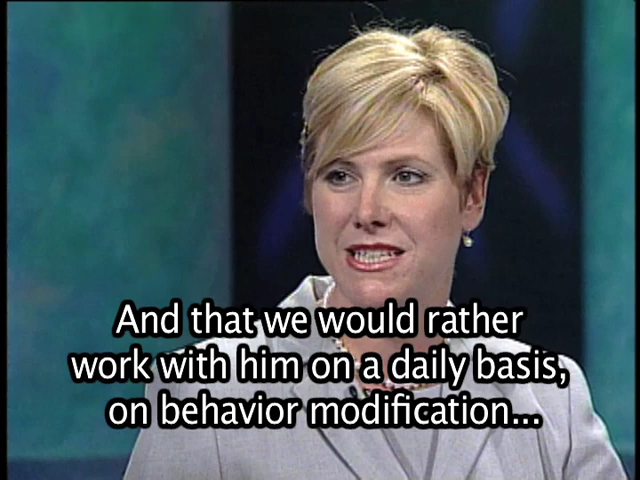 And that we would rather
work with him on a daily basis,
on behavior modification...